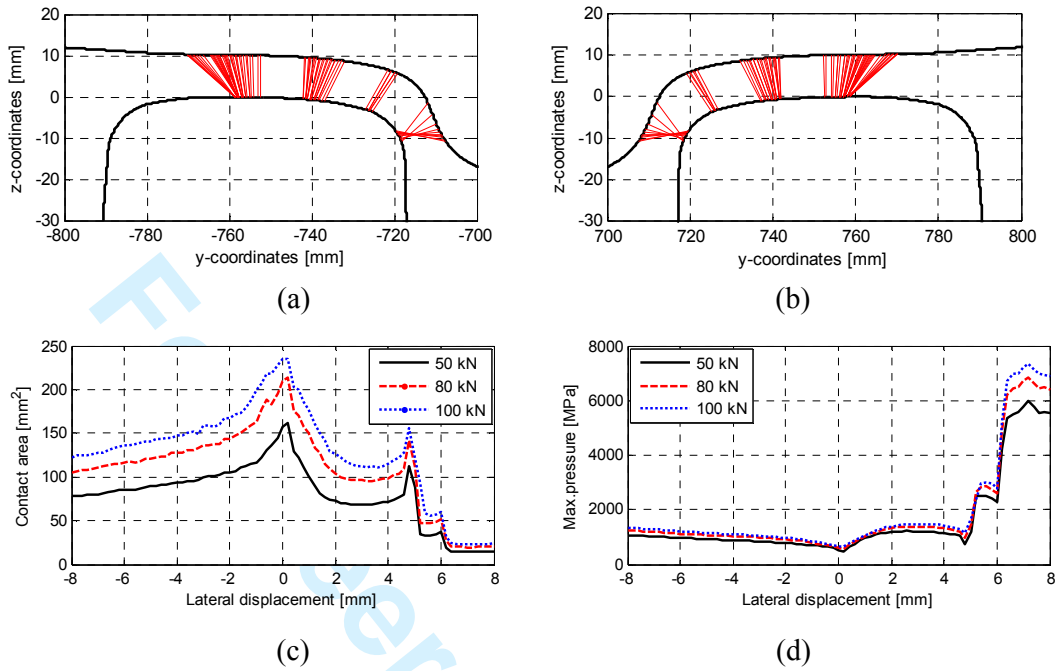 (a)
20
10
0
-10
-20
-30
z-coordinates [mm]
-800 -780 -760 -740 -720 -700
y-coordinates [mm]
(a)
20
10
0
-10
-20
-30
z-coordinates [mm]
700 720 740 760 780 800
y-coordinates [mm]
(b)
250
200
150
100
50
0
Contact area [mm²]
50 kN
80 kN
100 kN
-8 -6 -4 -2 0 2 4 6 8
Lateral displacement [mm]
(c)
8000
6000
4000
2000
0
Max.pressure [MPa]
50 kN
80 kN
100 kN
-8 -6 -4 -2 0 2 4 6 8
Lateral displacement [mm]
(d)